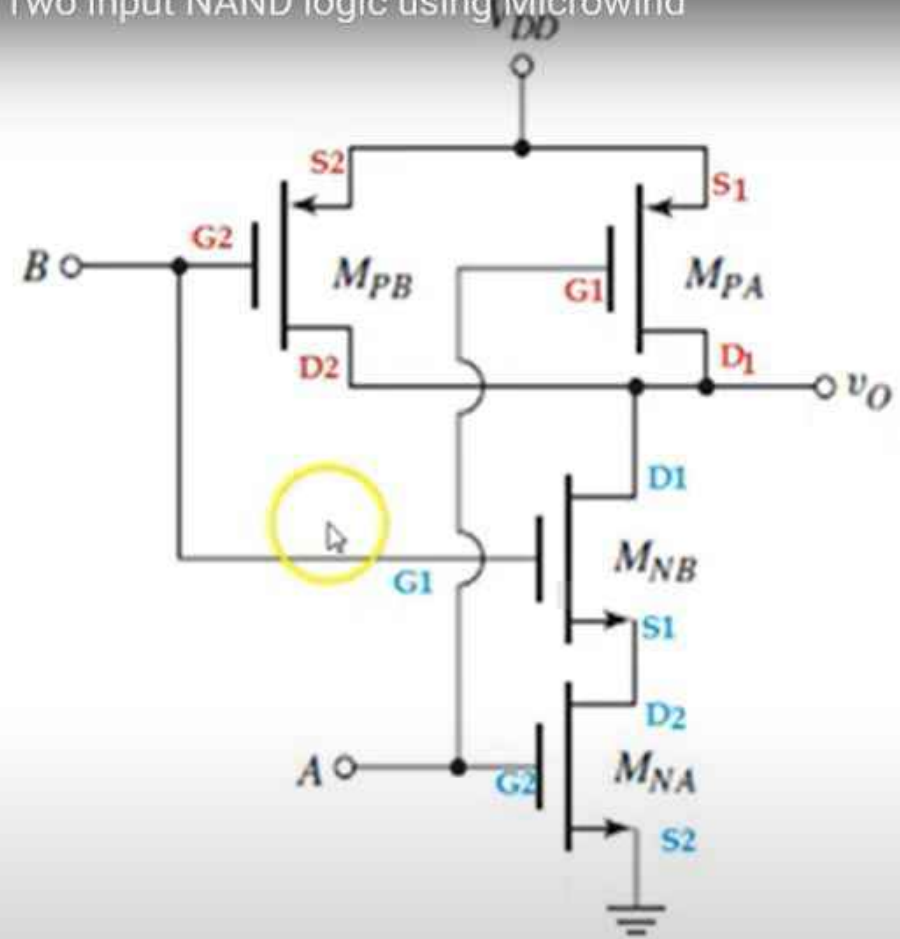 Two input NAND logic using Microwind
VDD
S2
S1
G2
B
MPB
G1
MPA
D2
D1
vO
D1
MNB
G1
S1
D2
A
G2
MNA
S2